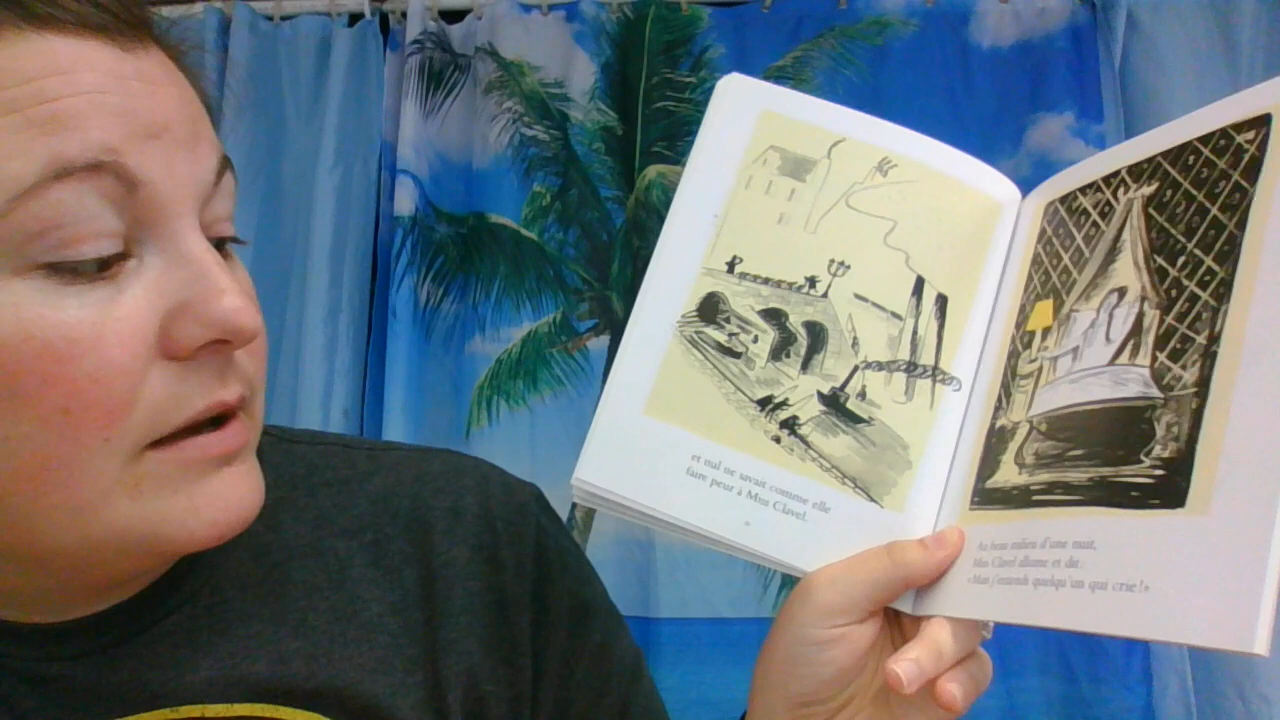 et nul ne savait comme elle
faire peur à Miss Clavel.
Au beau milieu d'une nuit,
Miss Clavel allume et dit:
«Mais j'entends quelqu'un qui crie!»